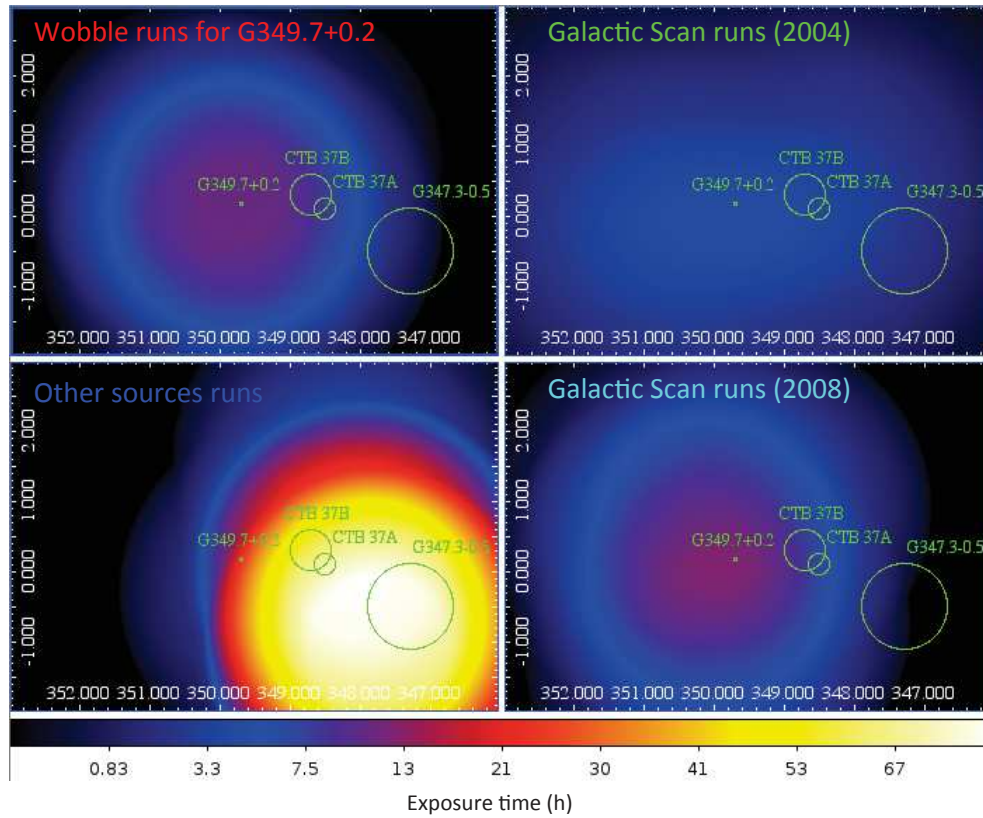 Wobble runs for G349.7+0.2
2.000
1.000
0.000
-1.000
CTB 37B
CTB 37A
G349.7+0.2
G347.3-0.5
352.000 351.000 350.000 349.000 348.000 347.000
Galactic Scan runs (2004)
2.000
1.000
0.000
-1.000
CTB 37B
CTB 37A
G349.7+0.2
G347.3-0.5
352.000 351.000 350.000 349.000 348.000 347.000
Other sources runs
2.000
1.000
0.000
-1.000
CTB 37B
CTB 37A
G349.7+0.2
G347.3-0.5
352.000 351.000 350.000 349.000 348.000 347.000
Galactic Scan runs (2008)
2.000
1.000
0.000
-1.000
CTB 37B
CTB 37A
G349.7+0.2
G347.3-0.5
352.000 351.000 350.000 349.000 348.000 347.000
0.83 3.3 7.5 13 21 30 41 53 67
Exposure time (h)